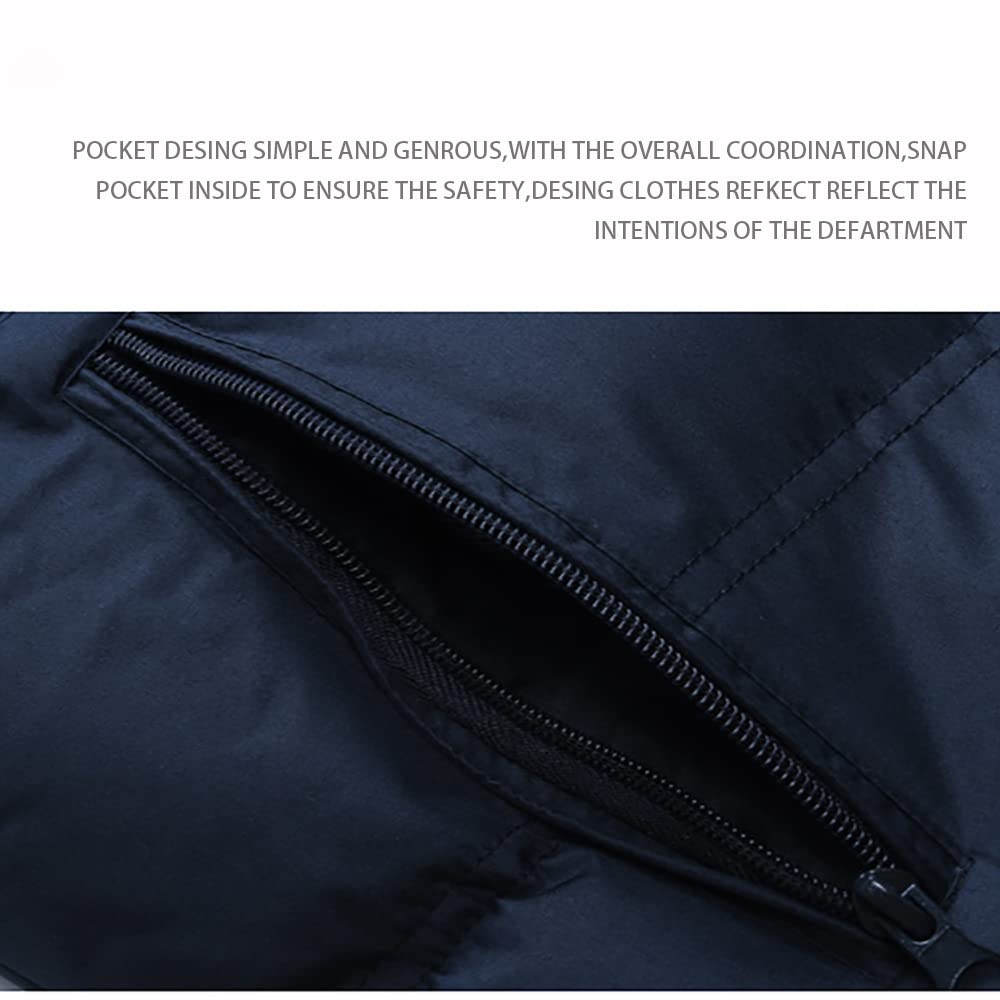 POCKET DESING SIMPLE AND GENROUS,WITH THE OVERALL COORDINATION,SNAP
POCKET INSIDE TO ENSURE THE SAFETY,DESING CLOTHES REFKECT REFLECT THE
INTENTIONS OF THE DEFARTMENT